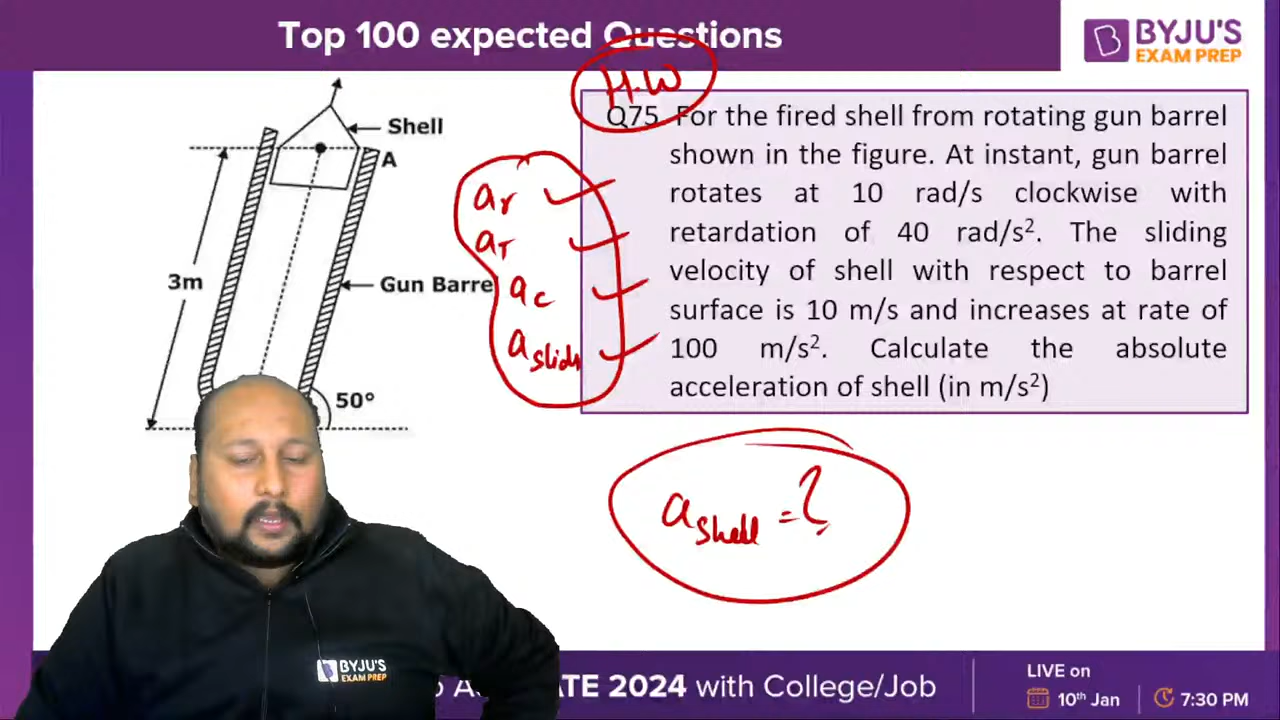 Top 100 expected Questions
BYJU'S
EXAM PREP
H.W
Shell
A
3m
Gun Barre
50°
ar
aT
ac
aslidn
Q75 For the fired shell from rotating gun barrel
shown in the figure. At instant, gun barrel
rotates at 10 rad/s clockwise with
retardation of 40 rad/s². The sliding
velocity of shell with respect to barrel
surface is 10 m/s and increases at rate of
100 m/s². Calculate the absolute
acceleration of shell (in m/s²)
ashell = ?
BYJU'S
EXAM PREP
ATE 2024 with College/Job
LIVE on
10th Jan
7:30 PM